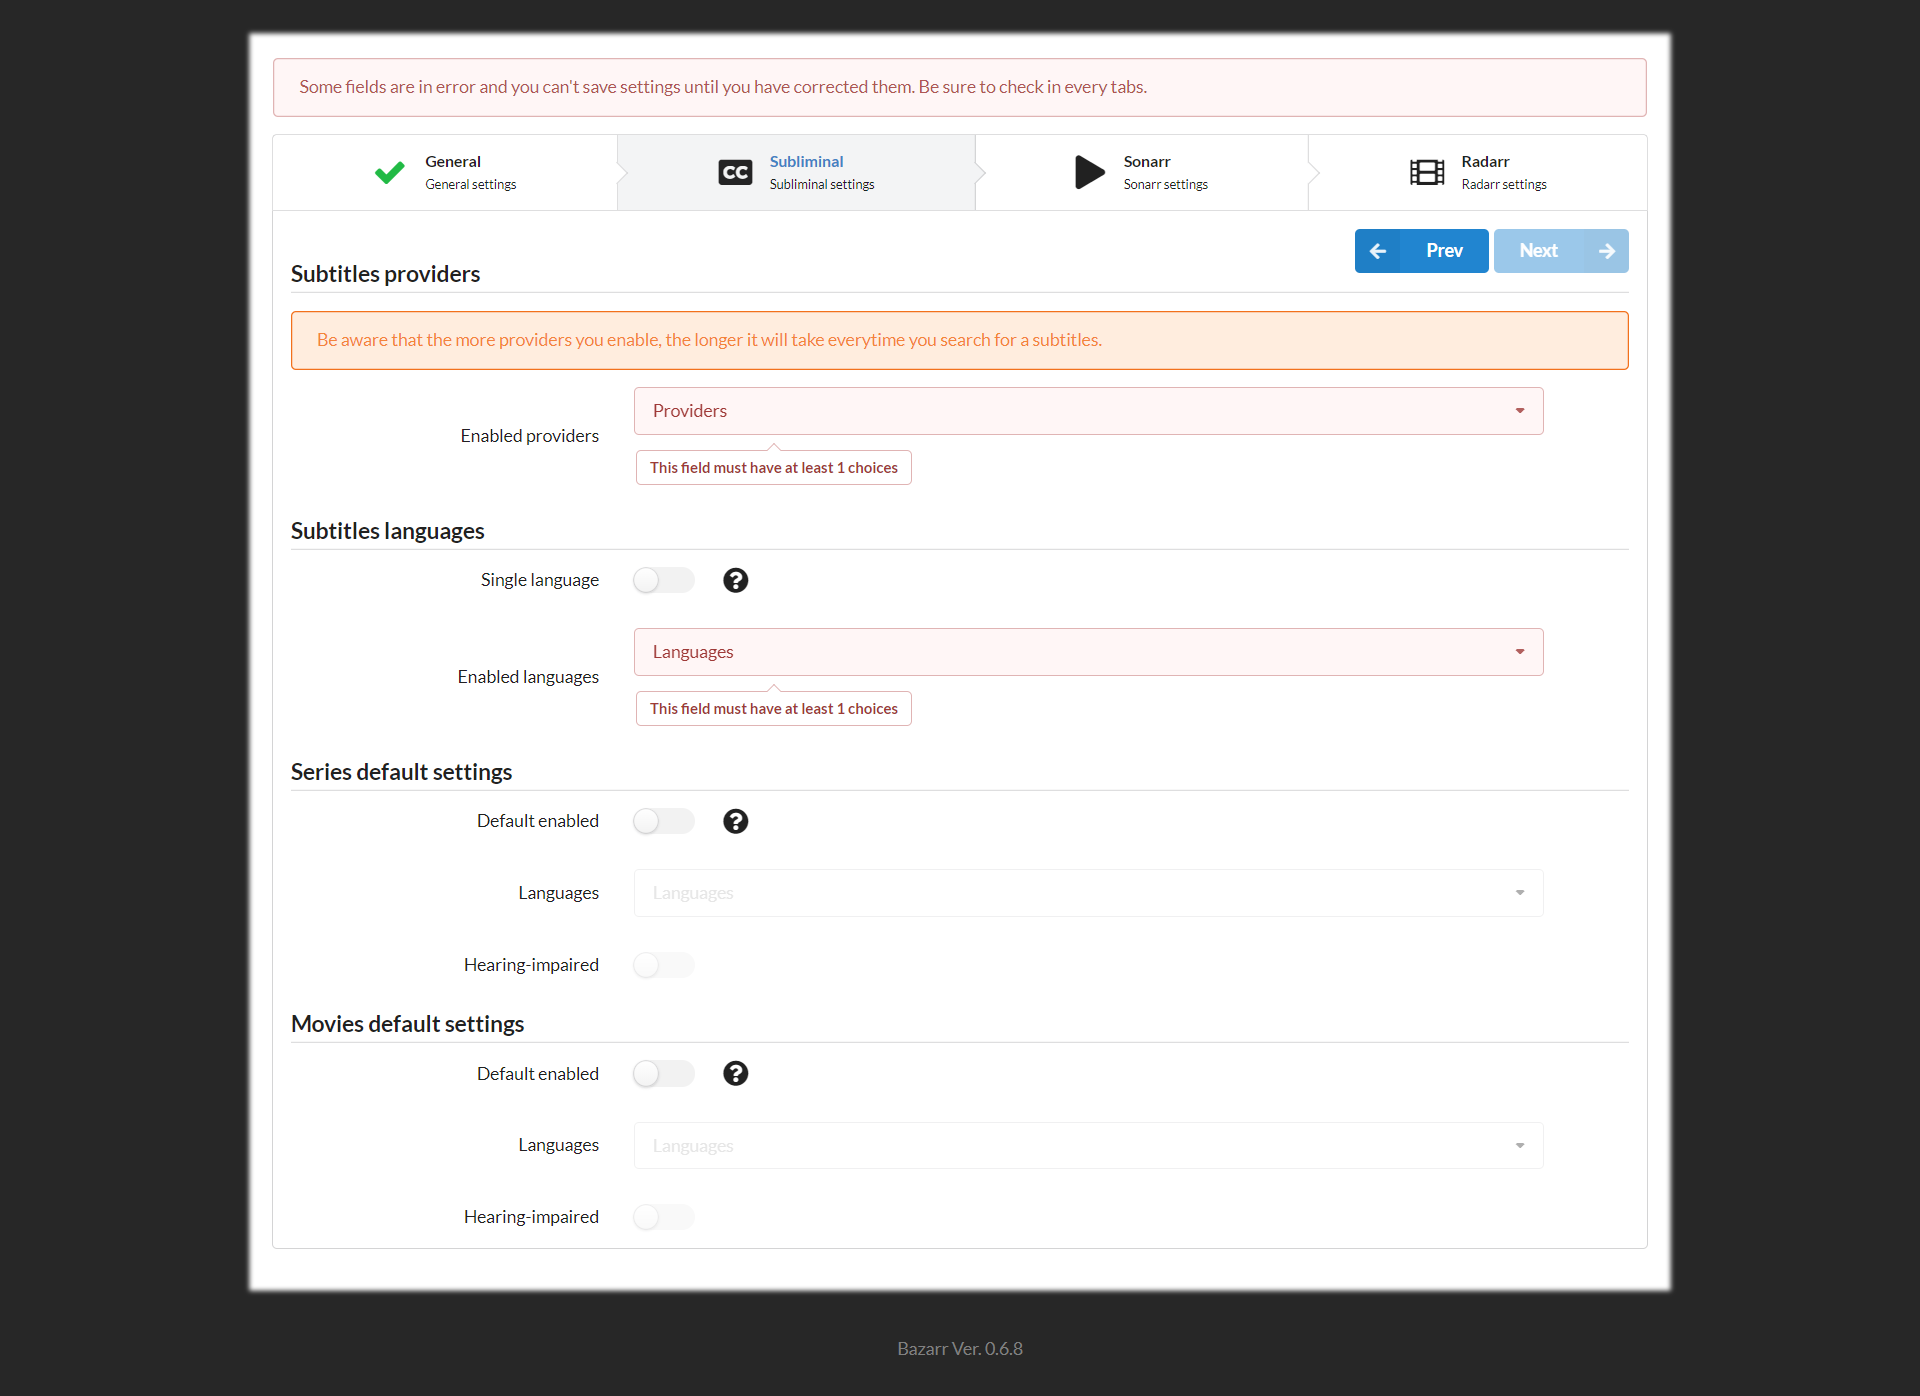 Some fields are in error and you can't save settings until you have corrected them. Be sure to check in every tabs.
General
General settings
CC
Subliminal
Subliminal settings
Sonarr
Sonarr settings
Radarr
Radarr settings
Prev
Next
Subtitles providers
Be aware that the more providers you enable, the longer it will take everytime you search for a subtitles.
Enabled providers
Providers
This field must have at least 1 choices
Subtitles languages
Single language
?
Enabled languages
Languages
This field must have at least 1 choices
Series default settings
Default enabled
?
Languages
Languages
Hearing-impaired
Movies default settings
Default enabled
?
Languages
Languages
Hearing-impaired
Bazarr Ver. 0.6.8